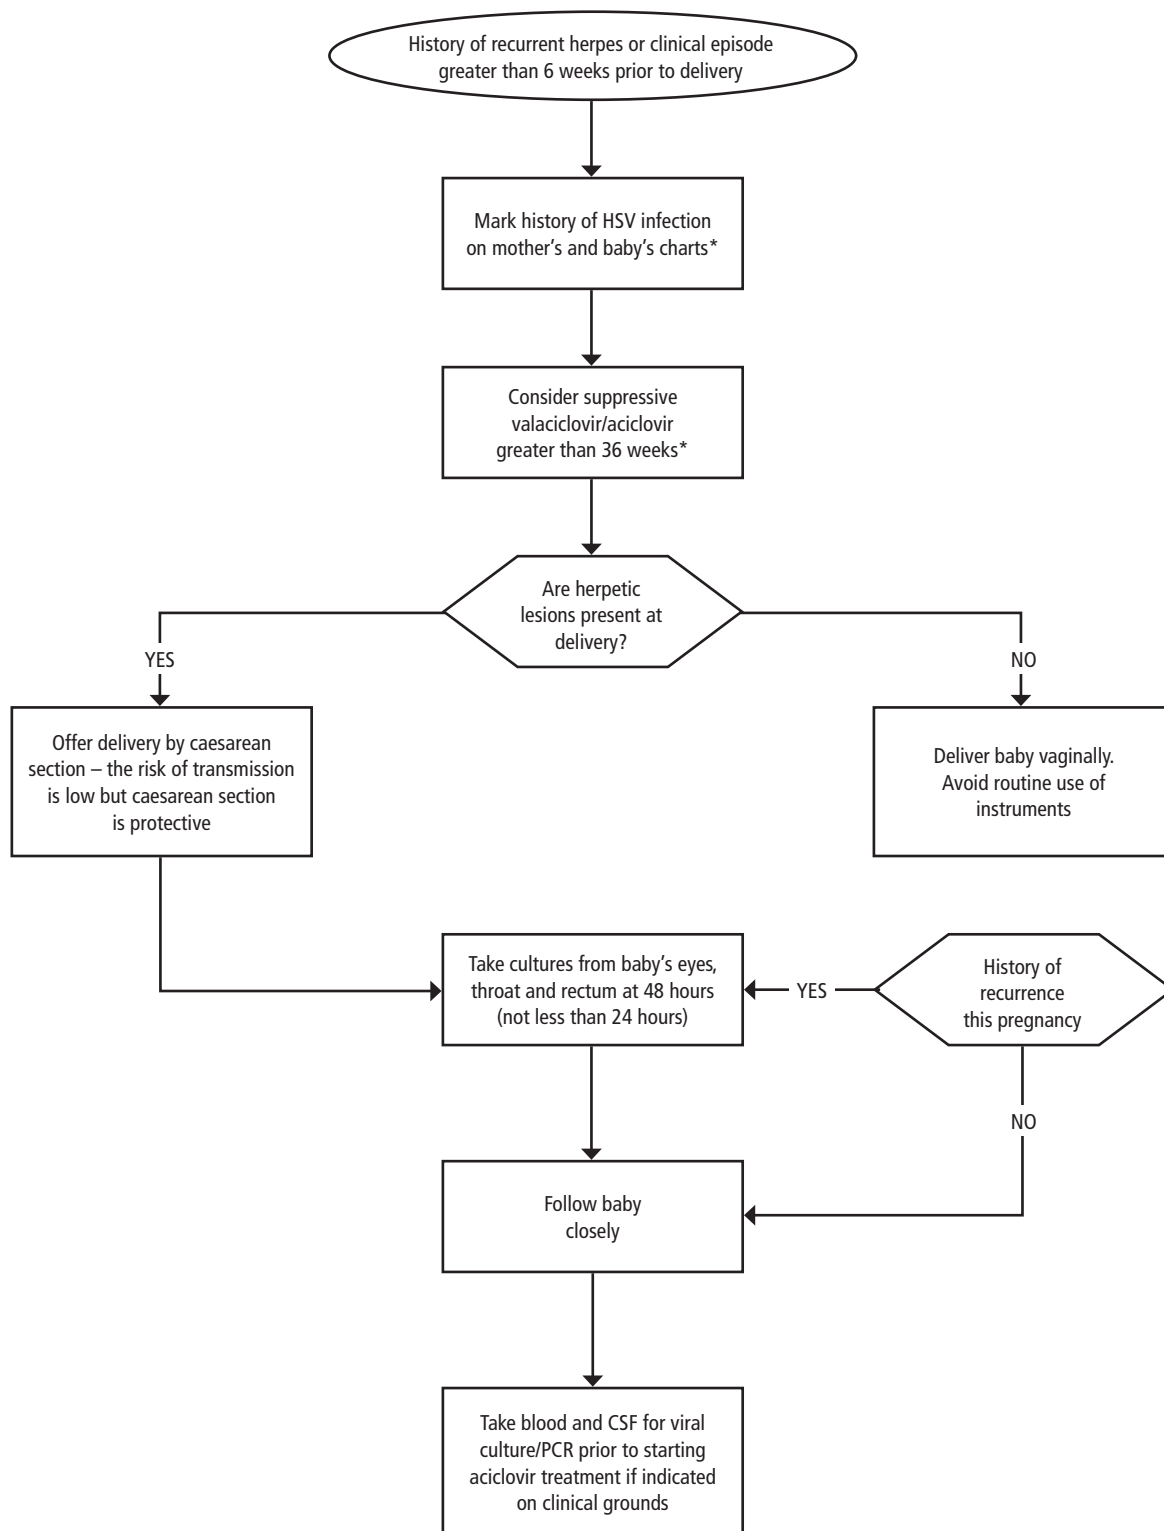 History of recurrent herpes or clinical episode
greater than 6 weeks prior to delivery
Mark history of HSV infection
on mother's and baby's charts*
Consider suppressive
valaciclovir/aciclovir
greater than 36 weeks*
Are herpetic
lesions present at
delivery?
YES
NO
Offer delivery by caesarean
section – the risk of transmission
is low but caesarean section
is protective
Deliver baby vaginally.
Avoid routine use of
instruments
Take cultures from baby's eyes,
throat and rectum at 48 hours
(not less than 24 hours)
YES
History of
recurrence
this pregnancy
NO
Follow baby
closely
Take blood and CSF for viral
culture/PCR prior to starting
aciclovir treatment if indicated
on clinical grounds